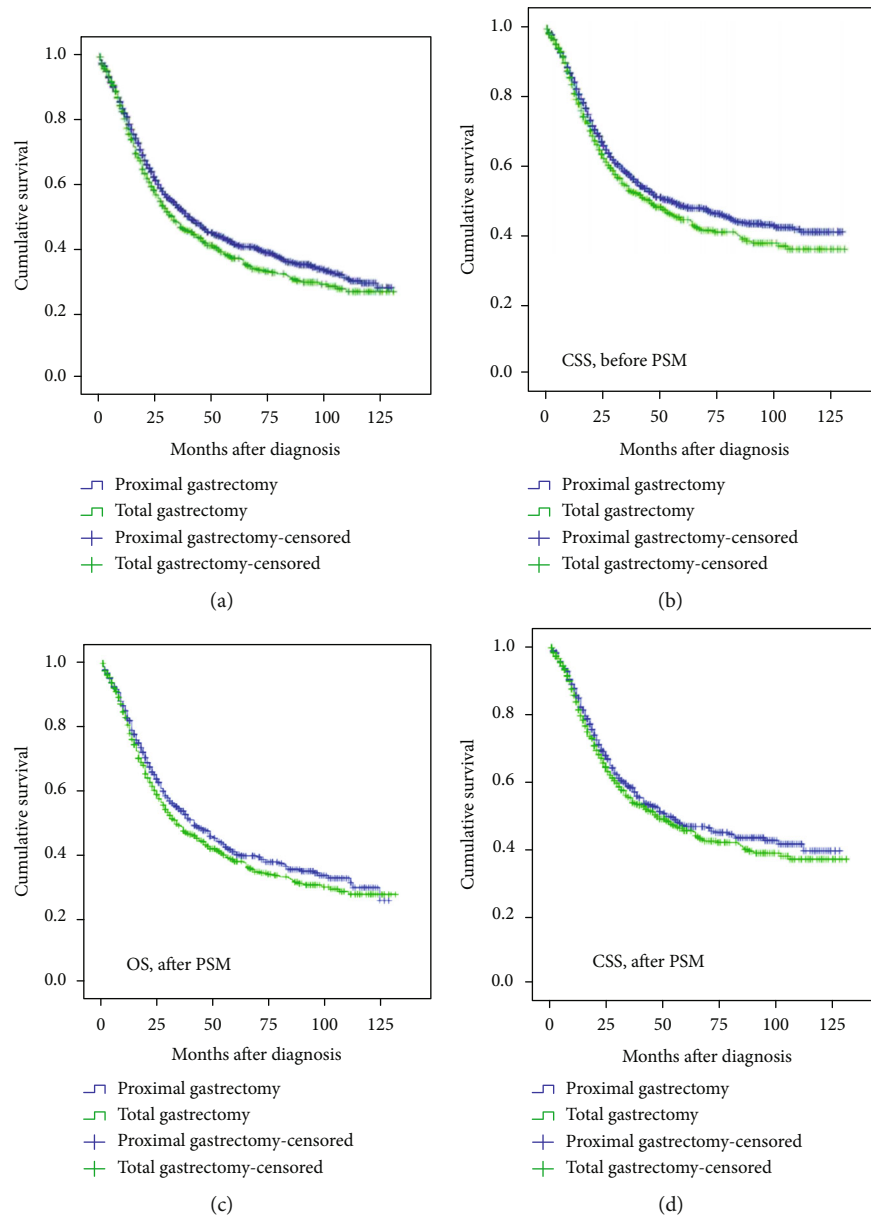 1.0
0.8
0.6
0.4
0.2
0.0
Cumulative survival
0 25 50 75 100 125
Months after diagnosis
Proximal gastrectomy
Total gastrectomy
Proximal gastrectomy-censored
Total gastrectomy-censored
(a)
1.0
0.8
0.6
0.4
0.2
0.0
Cumulative survival
CSS, before PSM
0 25 50 75 100 125
Months after diagnosis
Proximal gastrectomy
Total gastrectomy
Proximal gastrectomy-censored
Total gastrectomy-censored
(b)
1.0
0.8
0.6
0.4
0.2
0.0
Cumulative survival
OS, after PSM
0 25 50 75 100 125
Months after diagnosis
Proximal gastrectomy
Total gastrectomy
Proximal gastrectomy-censored
Total gastrectomy-censored
(c)
1.0
0.8
0.6
0.4
0.2
0.0
Cumulative survival
CSS, after PSM
0 25 50 75 100 125
Months after diagnosis
Proximal gastrectomy
Total gastrectomy
Proximal gastrectomy-censored
Total gastrectomy-censored
(d)